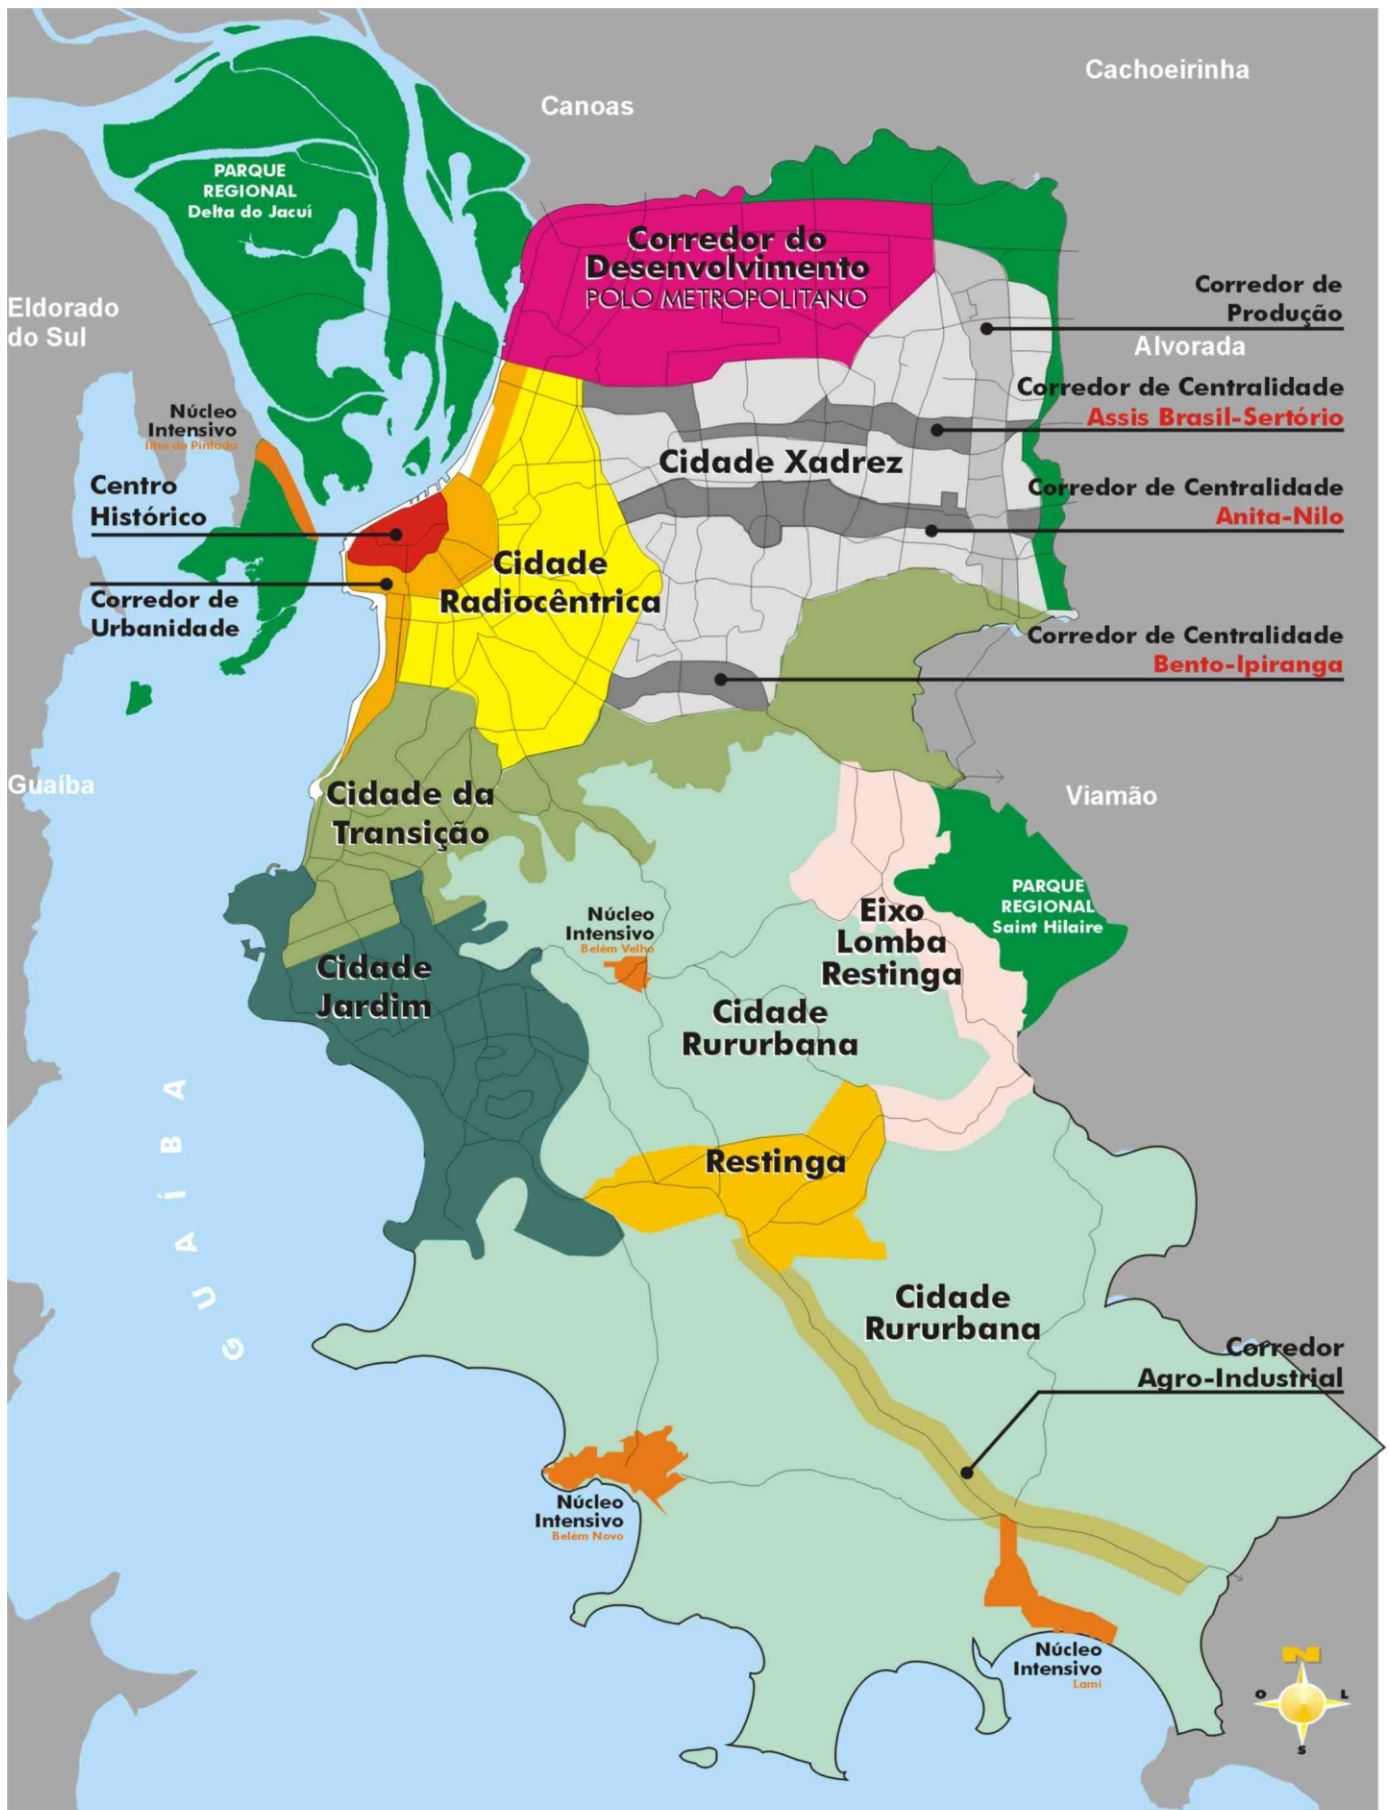 Cachoeirinha
Canoas
PARQUE
REGIONAL
Delta do Jacuí
Corredor do
Desenvolvimento
POLO METROPOLITANO
Corredor de
Produção
Eldorado
do Sul
Alvorada
Corredor de Centralidade
Assis Brasil-Sertório
Núcleo
Intensivo
Ilha da Pintada
Cidade Xadrez
Centro
Histórico
Corredor de Centralidade
Anita-Nilo
Cidade
Radiocêntrica
Corredor de
Urbanidade
Corredor de Centralidade
Bento-Ipiranga
Guaíba
Viamão
Cidade da
Transição
PARQUE
REGIONAL
Saint Hilaire
Núcleo
Intensivo
Belém Velho
Eixo
Lomba
Restinga
Cidade
Jardim
Cidade
Rururbana
GUAÍBA
Restinga
Cidade
Rururbana
Corredor
Agro-Industrial
Núcleo
Intensivo
Belém Novo
Núcleo
Intensivo
Lami
N
O L
S